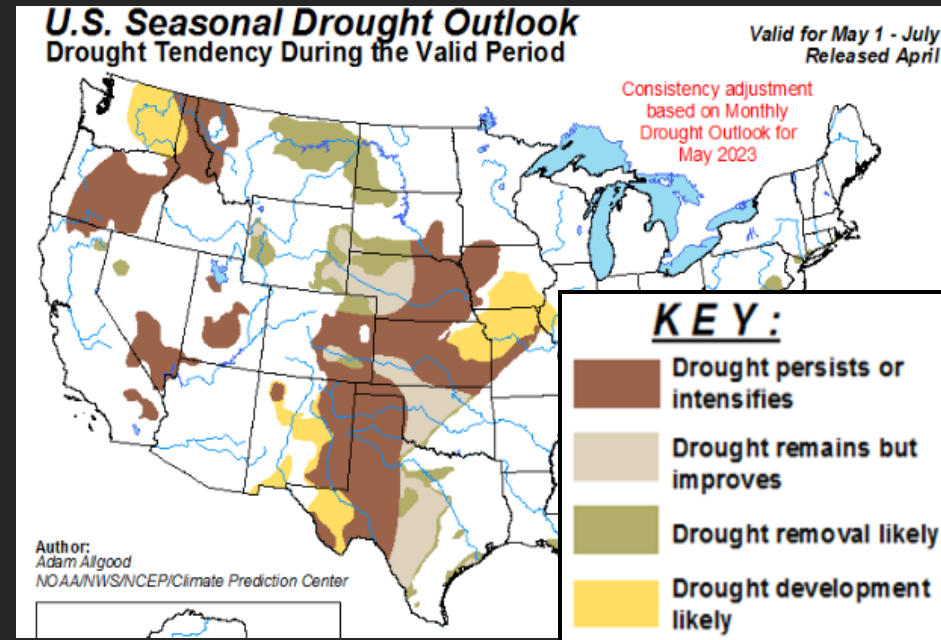 U.S. Seasonal Drought Outlook
Drought Tendency During the Valid Period
Valid for May 1 - July
Released April
Consistency adjustment
based on Monthly
Drought Outlook for
May 2023
KEY:
Drought persists or
intensifies
Drought remains but
improves
Drought removal likely
Drought development
likely
Author:
Adam Allgood
NOAA/NWS/NCEP/Climate Prediction Center